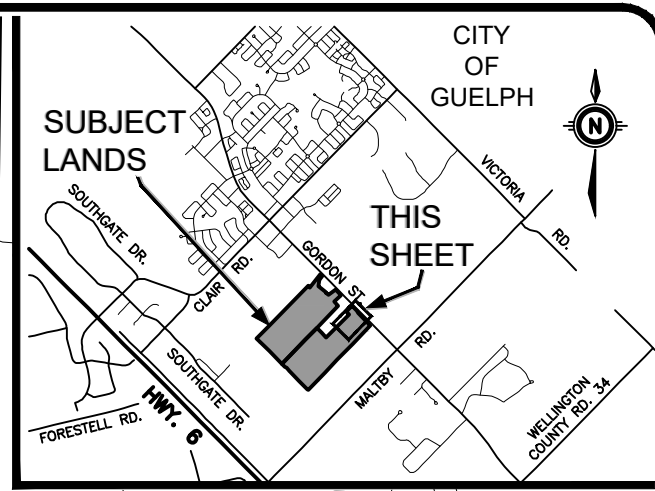 CITY
OF
GUELPH
SUBJECT
LANDS
N
VICTORIA
RD.
SOUTHGATE DR.
THIS
SHEET
GORDON ST.
CLAIR RD.
SOUTHGATE DR.
HWY. 6
MALTBY RD.
FORESTELL RD.
WELLINGTON
COUNTY RD. 34